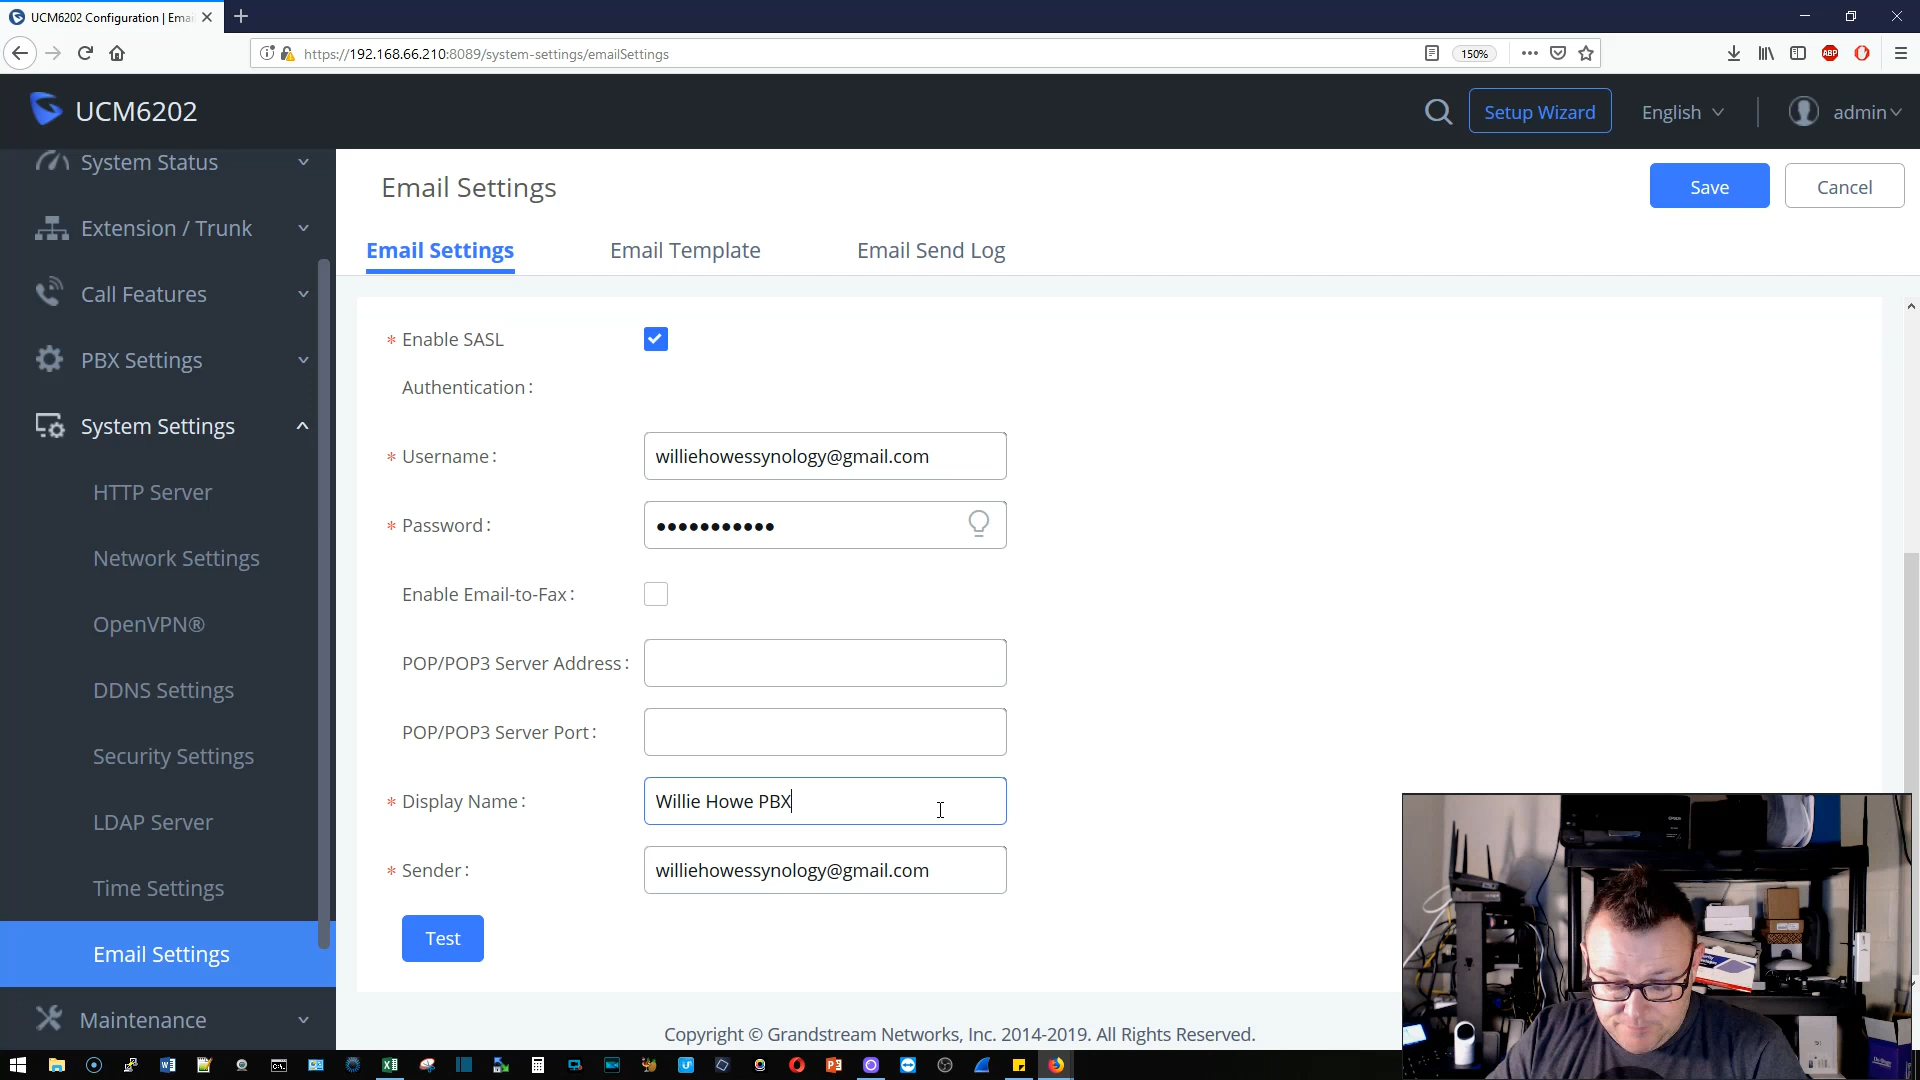 UCM6202 Configuration | Emai
https://192.168.66.210:8089/system-settings/emailSettings
150%
ABP
UCM6202
Setup Wizard
English
admin
System Status
Extension / Trunk
Call Features
PBX Settings
System Settings
HTTP Server
Network Settings
OpenVPN®
DDNS Settings
Security Settings
LDAP Server
Time Settings
Email Settings
Maintenance
Email Settings
Save
Cancel
Email Settings
Email Template
Email Send Log
* Enable SASL
Authentication:
* Username: williehowessynology@gmail.com
* Password: •••••••••••
Enable Email-to-Fax:
POP/POP3 Server Address:
POP/POP3 Server Port:
* Display Name: Willie Howe PBX
* Sender: williehowessynology@gmail.com
Test
Copyright © Grandstream Networks, Inc. 2014-2019. All Rights Reserved.